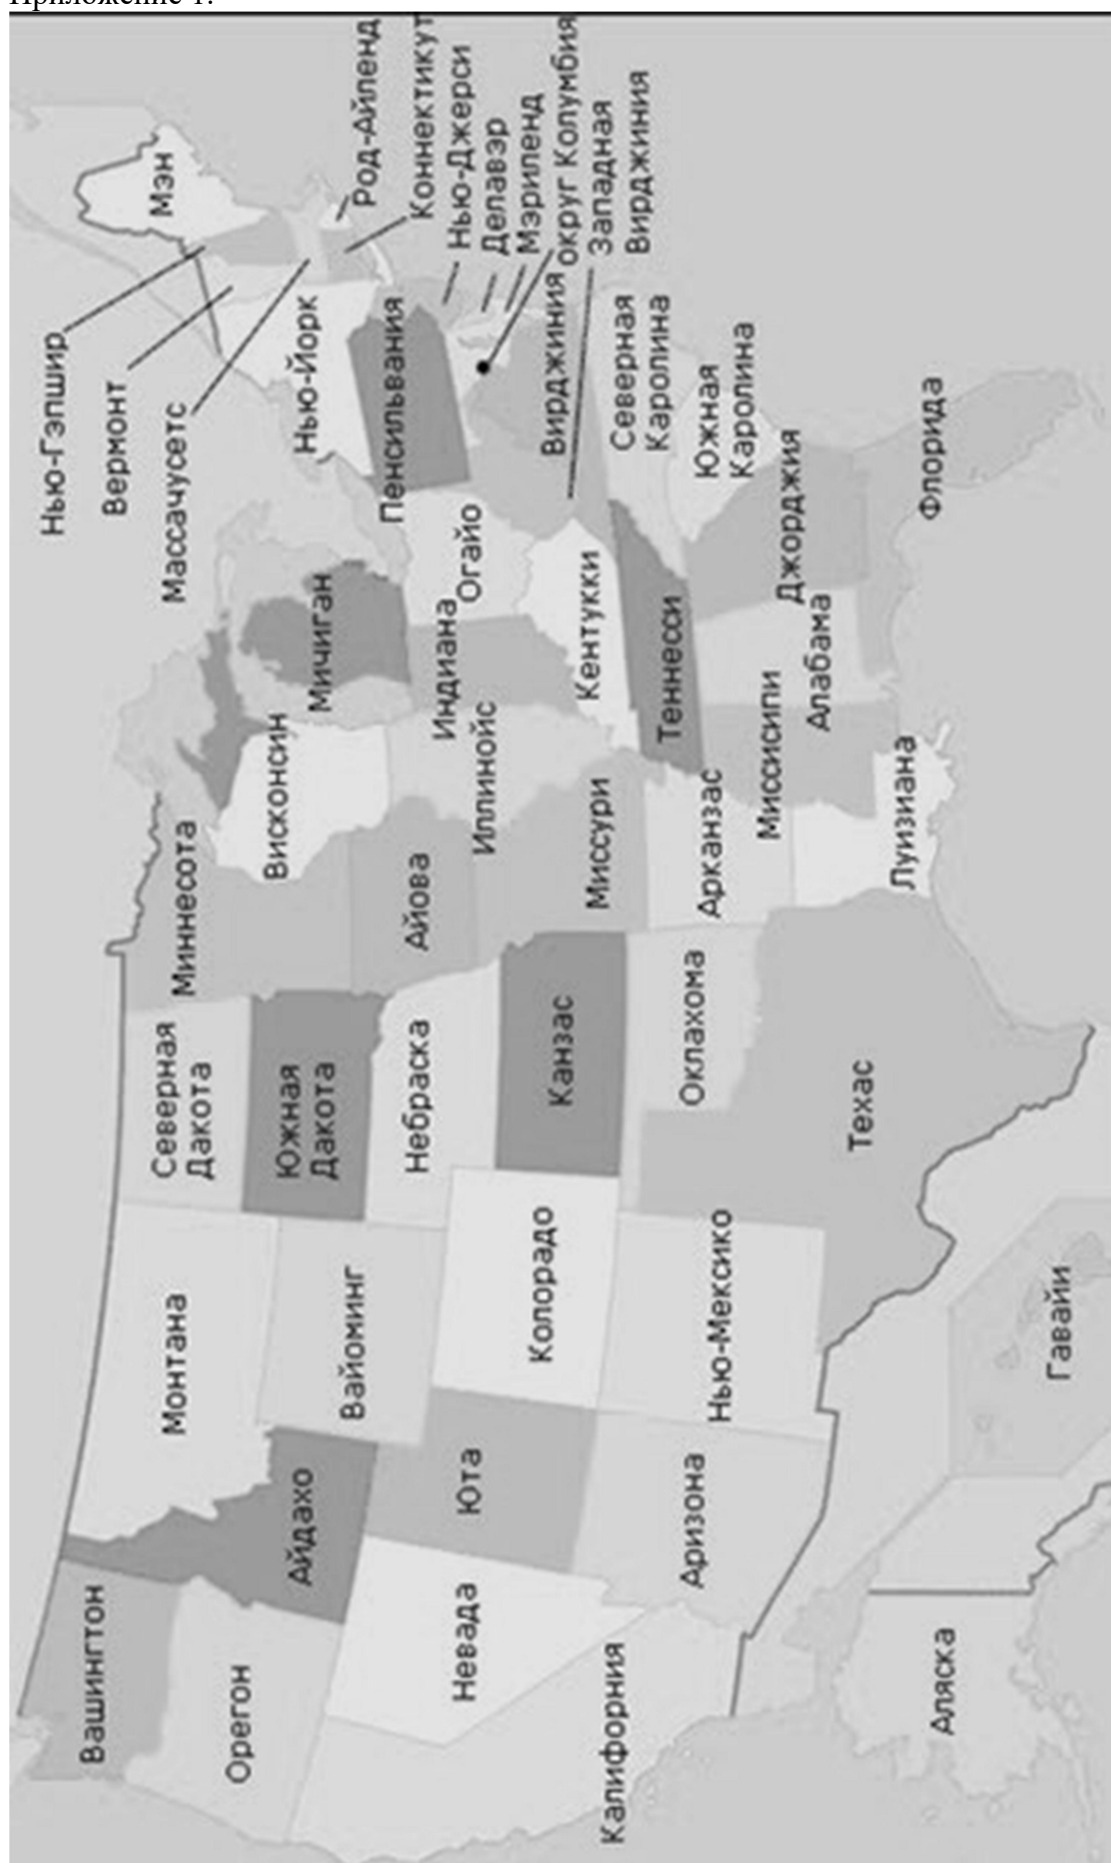 Приложение 1.
Нью-Гэпшир
Вермонт
Массачусетс
Мэн
Род-Айленд
Коннектикут
Нью-Джерси
Делавэр
Мэриленд
округ Колумбия
Западная
Вирджиния
Вирджиния
Нью-Йорк
Пенсильвания
Северная
Каролина
Южная
Каролина
Джорджия
Флорида
Мичиган
Огайо
Индиана
Кентукки
Теннесси
Алабама
Миссисипи
Висконсин
Иллинойс
Миннесота
Айова
Миссури
Арканзас
Луизиана
Северная
Дакота
Южная
Дакота
Небраска
Канзас
Оклахома
Техас
Монтана
Вайоминг
Колорадо
Нью-Мексико
Айдахо
Юта
Аризона
Вашингтон
Орегон
Невада
Калифорния
Аляска
Гавайи